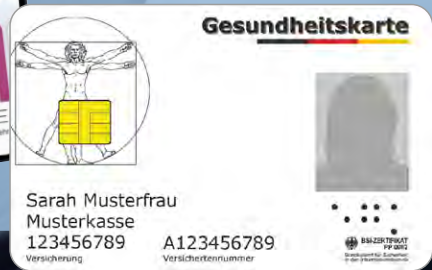 Gesundheitskarte
Sarah Musterfrau
Musterkasse
123456789 A123456789
Versicherung Versichertennummer
BSI-ZERTIFIKAT